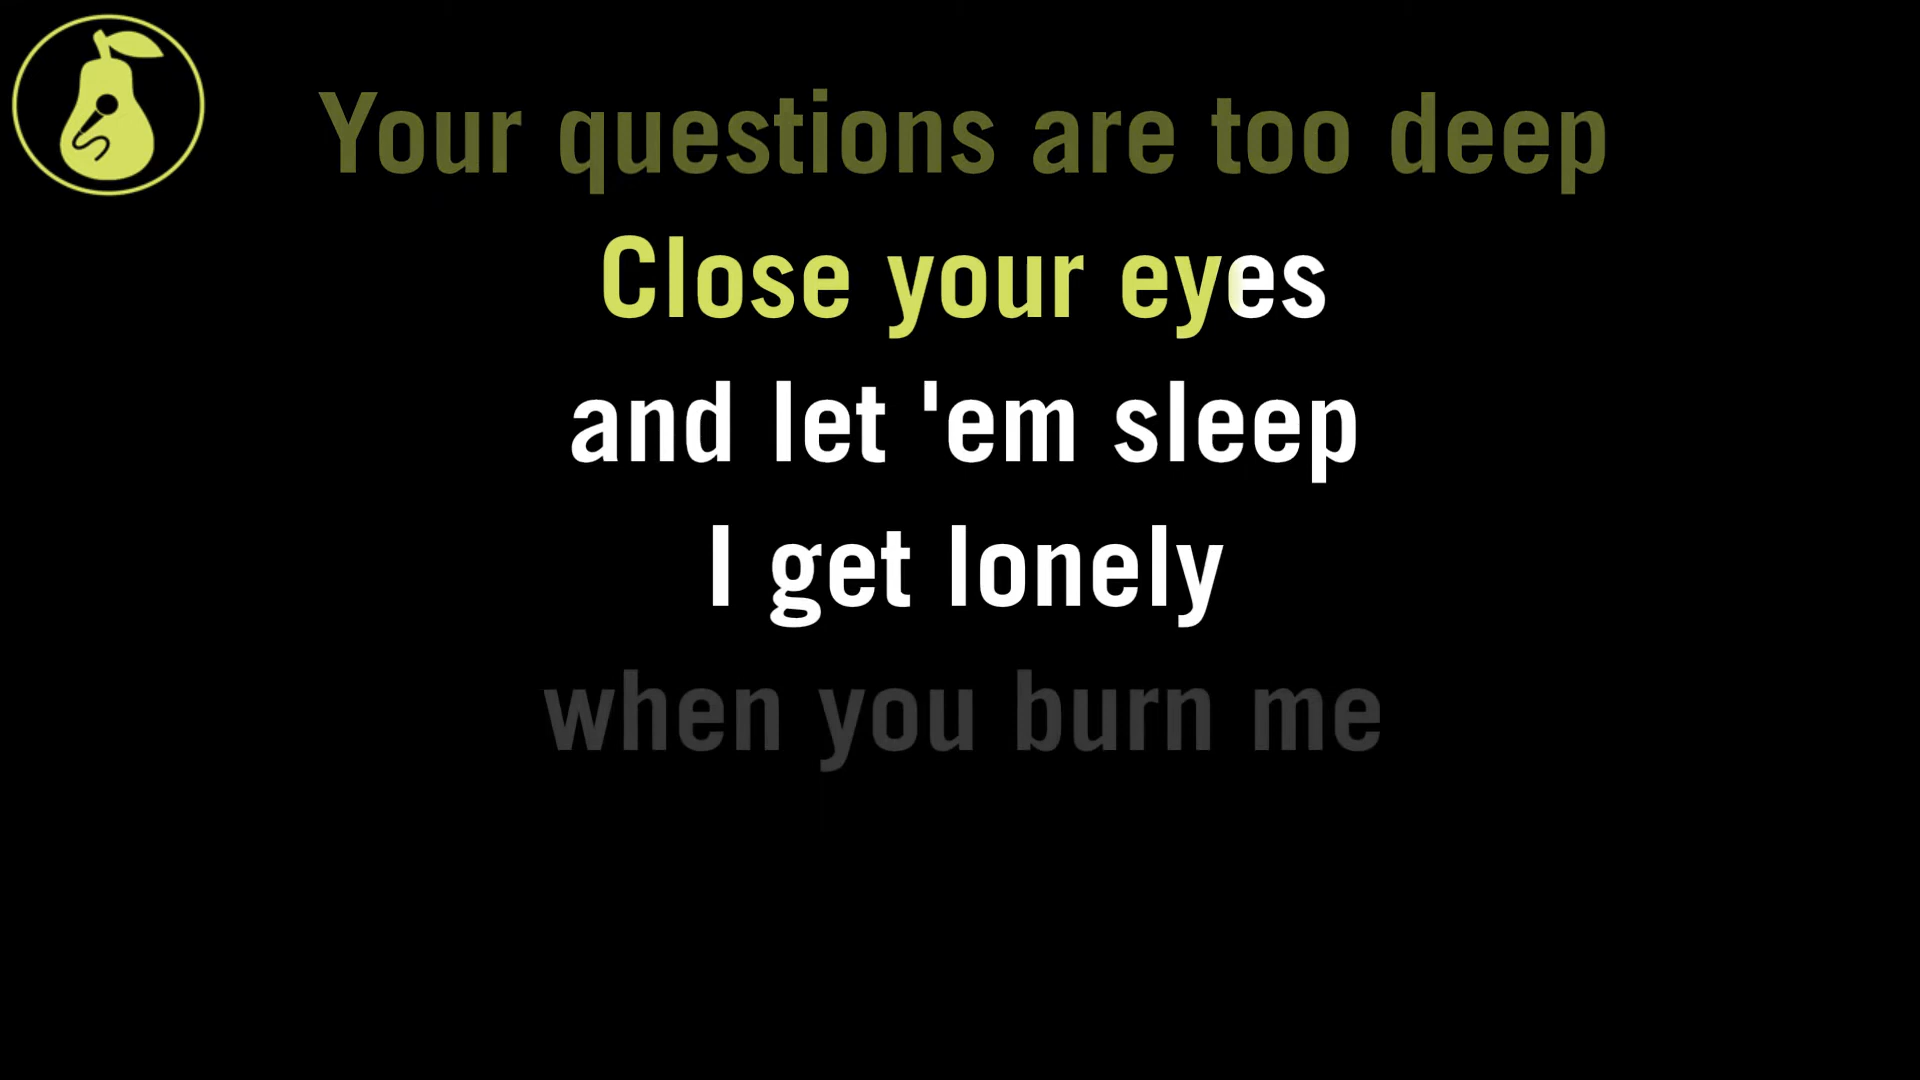 Your questions are too deep
Close your eyes
and let 'em sleep
I get lonely
when you burn me